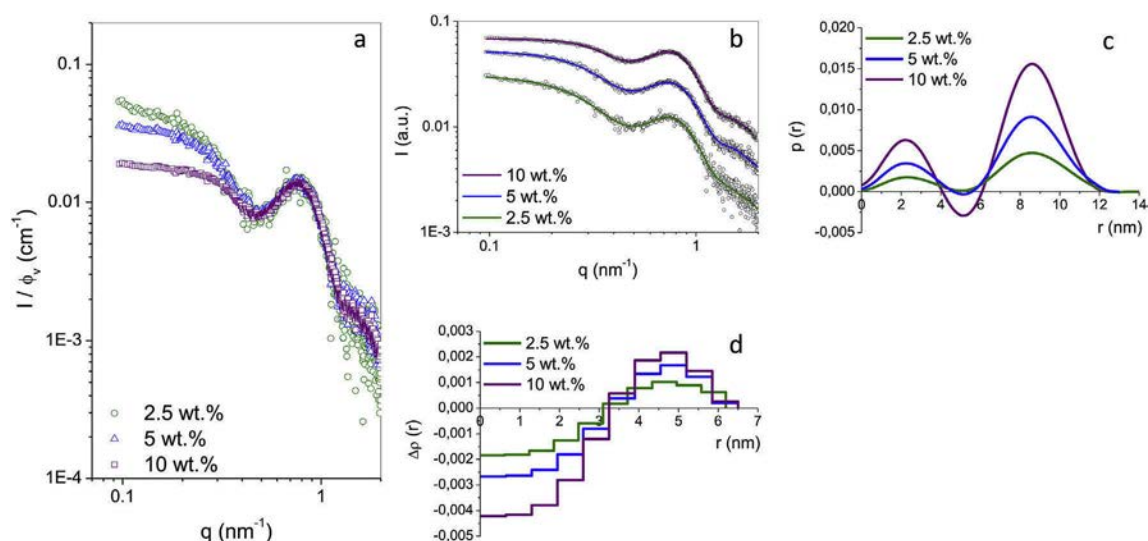 a
0.1
0.01
1E-3
1E-4
I / ϕv (cm-1)
2.5 wt.%
5 wt.%
10 wt.%
0.1 1
q (nm-1)
b
0.1
0.01
1E-3
I (a.u.)
10 wt.%
5 wt.%
2.5 wt.%
0.1 1
q (nm-1)
c
0,020
0,015
0,010
0,005
0,000
-0,005
p (r)
2.5 wt.%
5 wt.%
10 wt.%
0 2 4 6 8 10 12 14
r (nm)
d
0,003
0,002
0,001
0,000
-0,001
-0,002
-0,003
-0,004
-0,005
Δρ (r)
2.5 wt.%
5 wt.%
10 wt.%
0 1 2 3 4 5 6 7
r (nm)